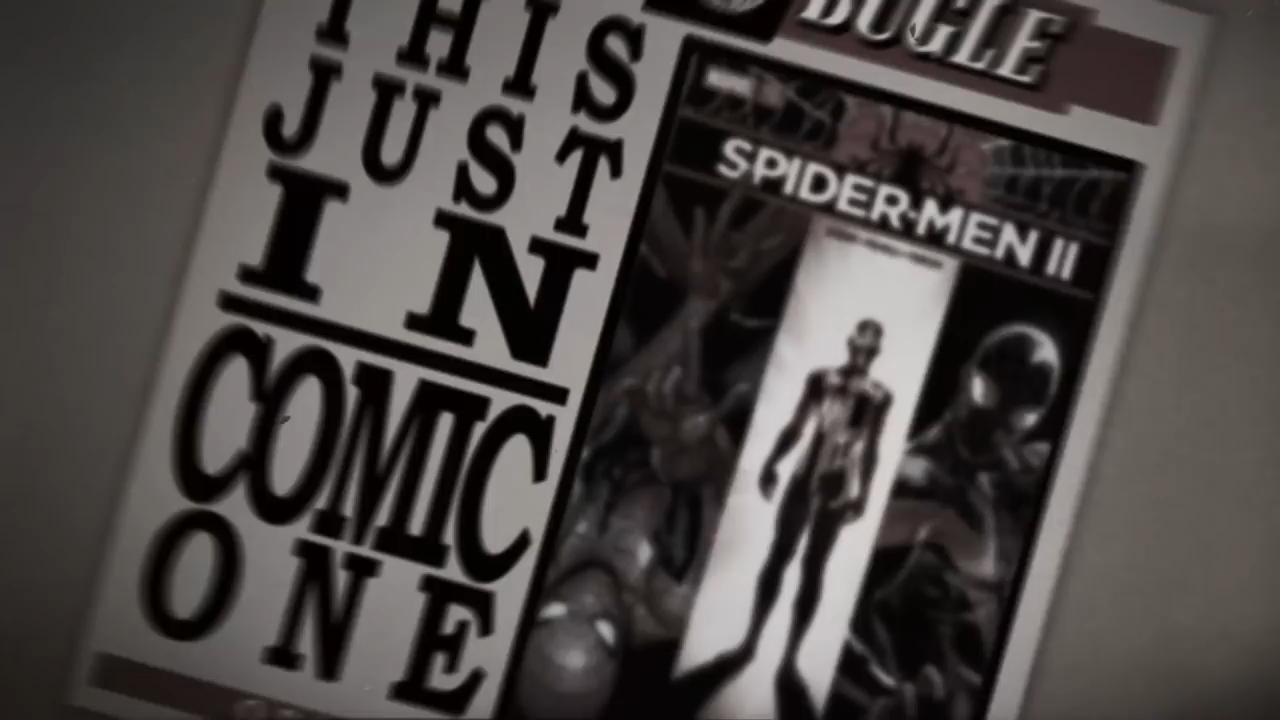 THIS
JUST
IN
COMIC
ONE
BUGLE
SPIDER-MEN II